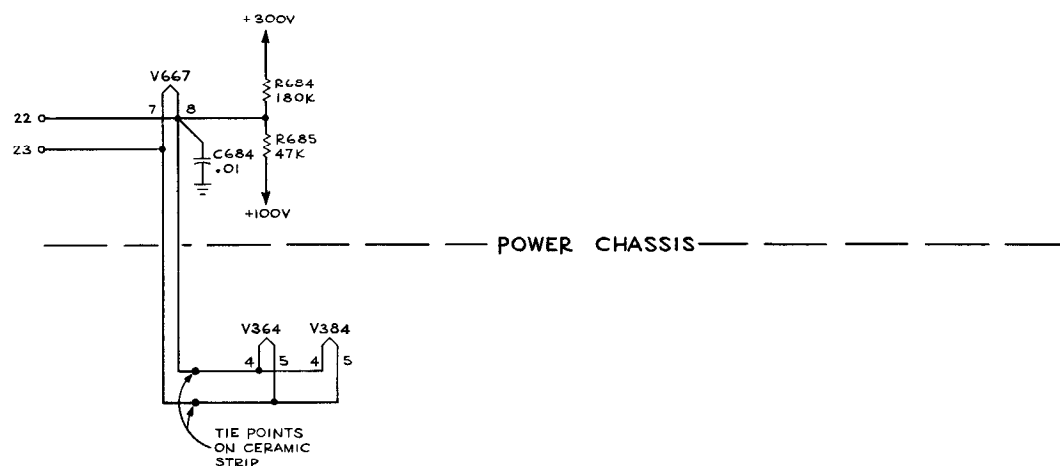 +300V
V667
R684
180K
7 8
22
R685
47K
23
C684
.01
+100V
POWER CHASSIS
V364 V384
4 5 4 5
TIE POINTS
ON CERAMIC
STRIP